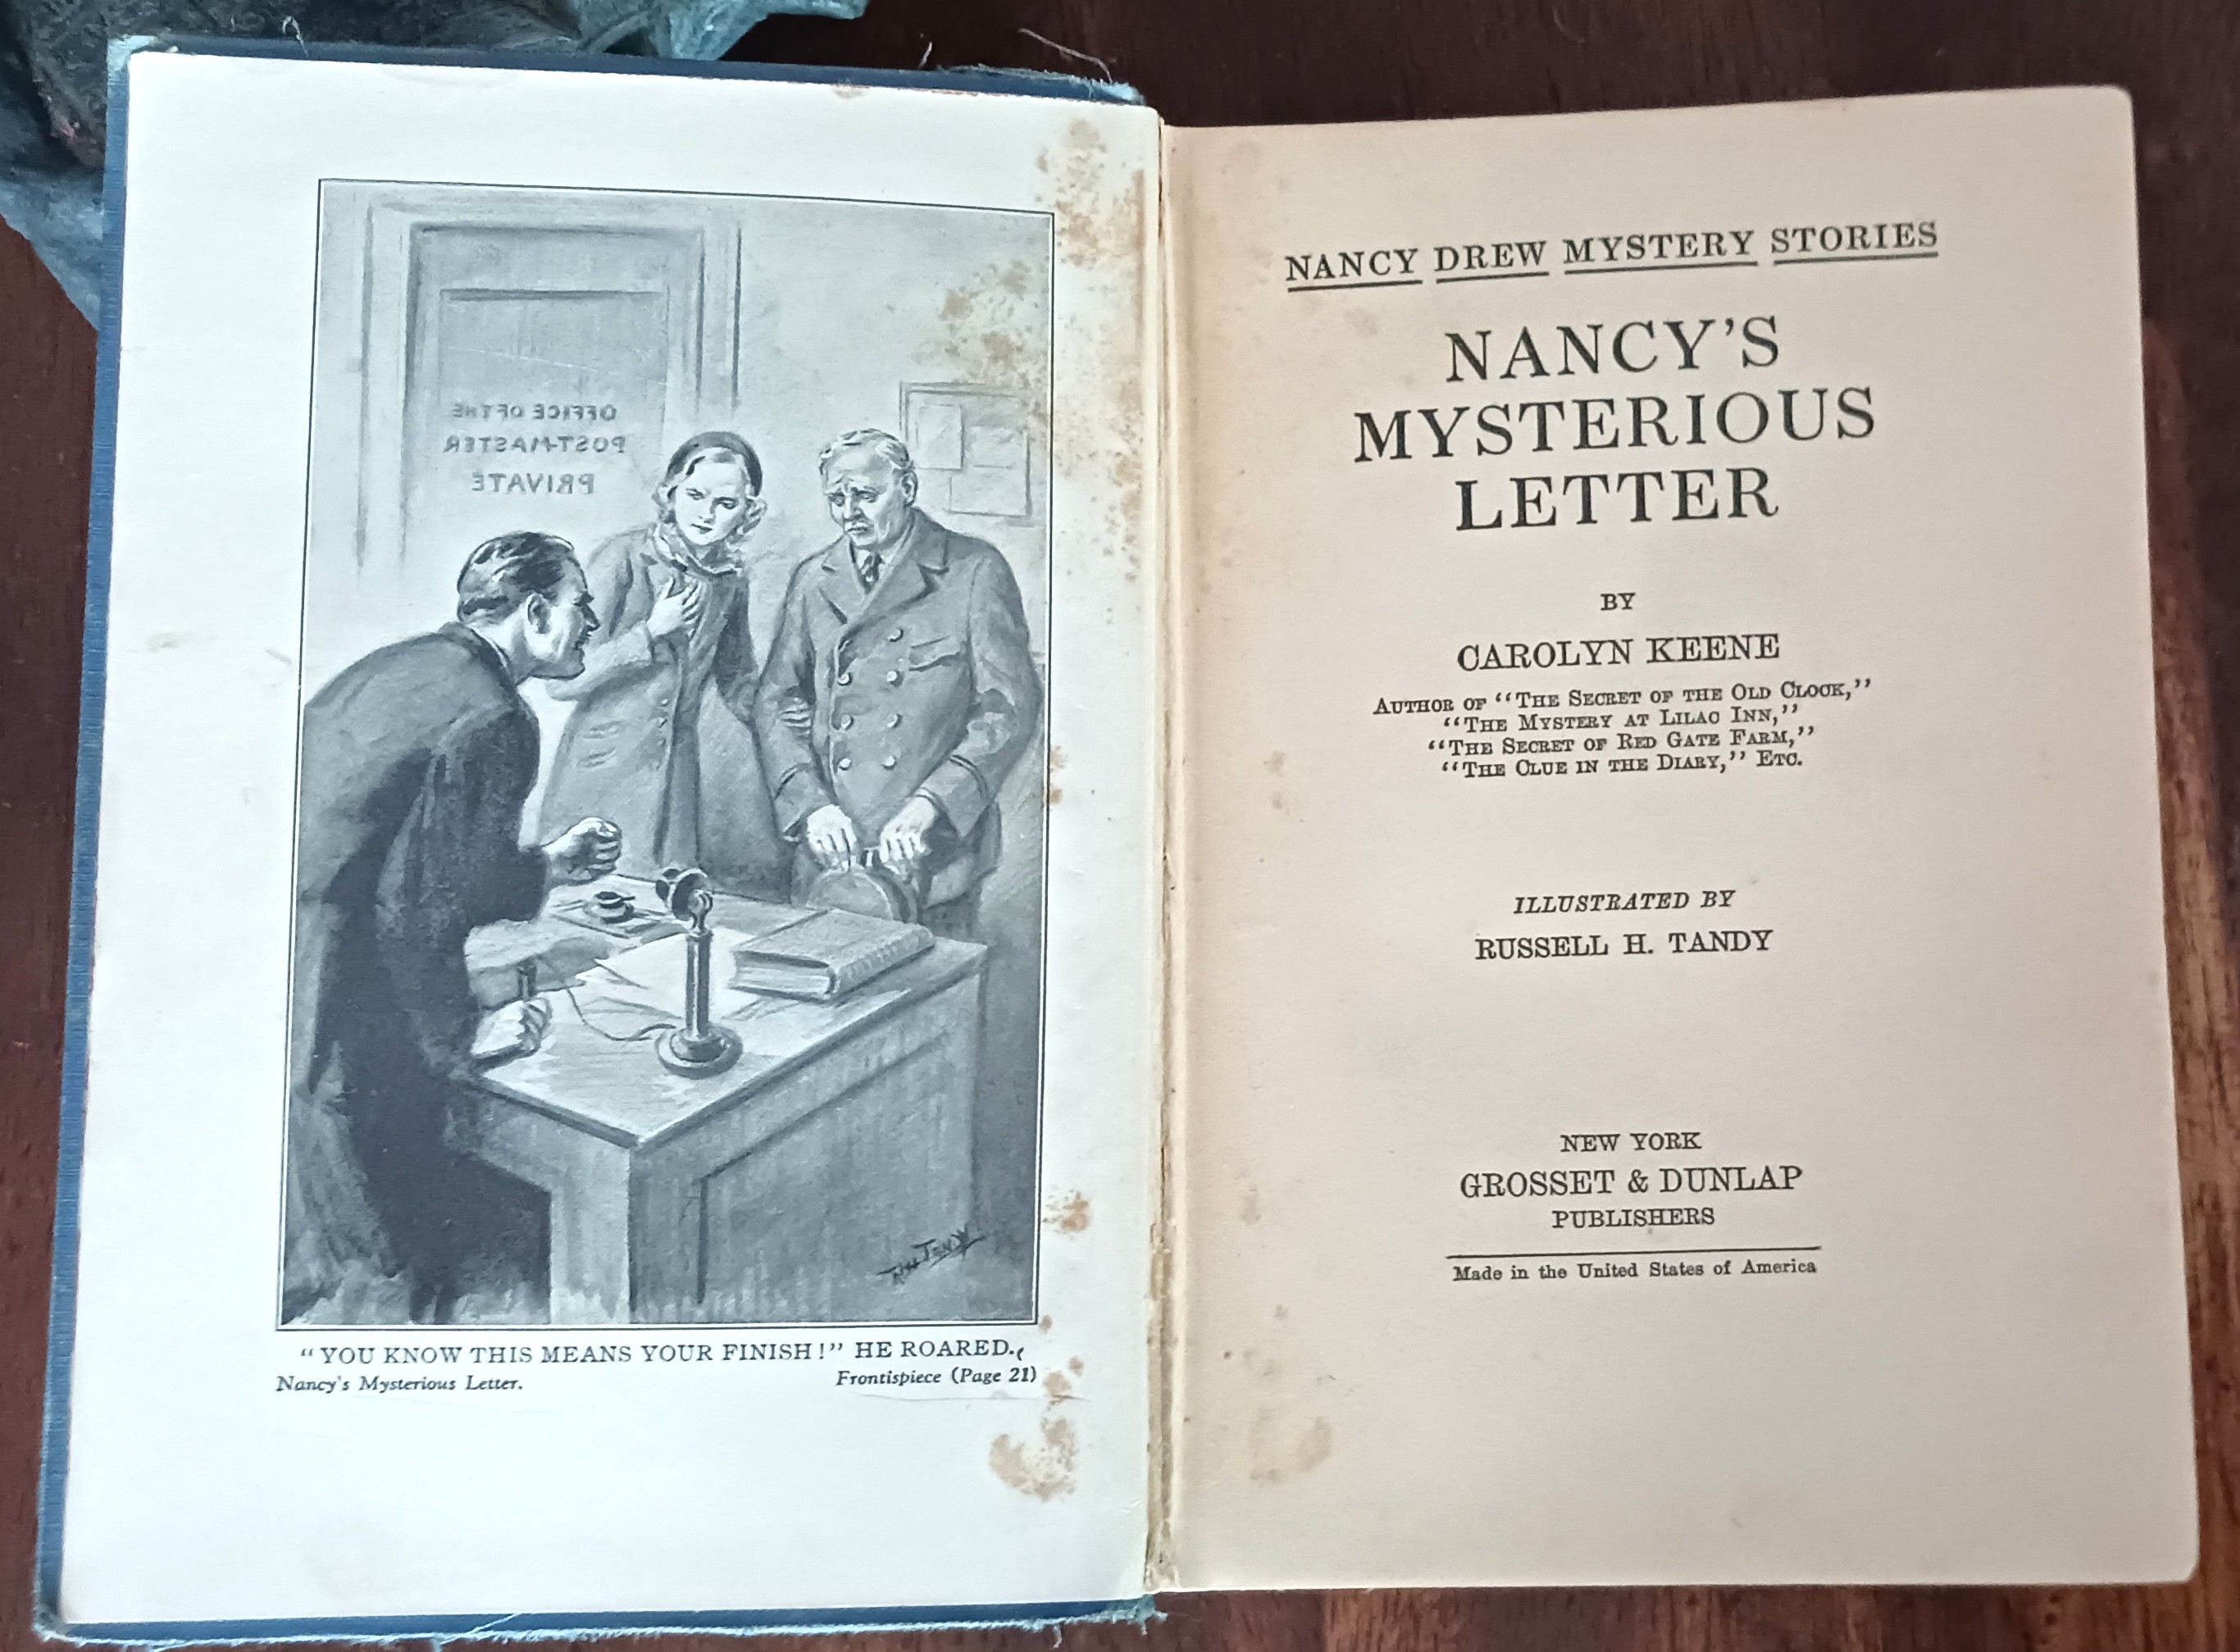 OFFICE OF THE
POST-MASTER
PRIVATE
"YOU KNOW THIS MEANS YOUR FINISH!" HE ROARED.
Nancy's Mysterious Letter. Frontispiece (Page 21)
NANCY DREW MYSTERY STORIES
NANCY'S
MYSTERIOUS
LETTER
BY
CAROLYN KEENE
AUTHOR OF "THE SECRET OF THE OLD CLOCK,"
"THE MYSTERY AT LILAC INN,"
"THE SECRET OF RED GATE FARM,"
"THE CLUE IN THE DIARY," ETC.
ILLUSTRATED BY
RUSSELL H. TANDY
NEW YORK
GROSSET & DUNLAP
PUBLISHERS
Made in the United States of America